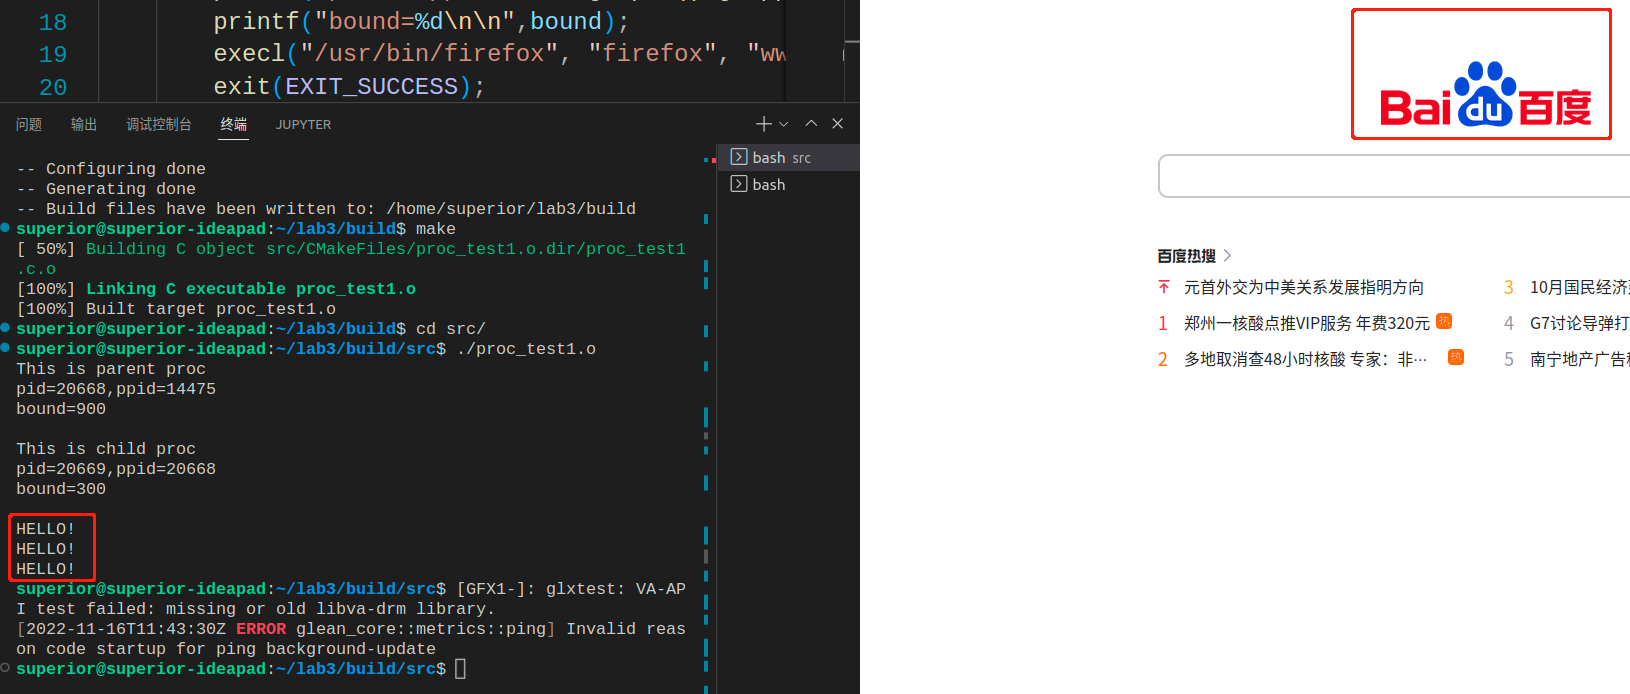 18 printf("bound=%d\n\n",bound);
19 execl("/usr/bin/firefox", "firefox", "ww
20 exit(EXIT_SUCCESS);
问题 输出 调试控制台 终端 JUPYTER
bash src
bash
-- Configuring done
-- Generating done
-- Build files have been written to: /home/superior/lab3/build
superior@superior-ideapad:~/lab3/build$ make
[ 50%] Building C object src/CMakeFiles/proc_test1.o.dir/proc_test1
.c.o
[100%] Linking C executable proc_test1.o
[100%] Built target proc_test1.o
superior@superior-ideapad:~/lab3/build$ cd src/
superior@superior-ideapad:~/lab3/build/src$ ./proc_test1.o
This is parent proc
pid=20668,ppid=14475
bound=900
This is child proc
pid=20669,ppid=20668
bound=300
HELLO!
HELLO!
HELLO!
superior@superior-ideapad:~/lab3/build/src$ [GFX1-]: glxtest: VA-AP
I test failed: missing or old libva-drm library.
[2022-11-16T11:43:30Z ERROR glean_core::metrics::ping] Invalid reas
on code startup for ping background-update
superior@superior-ideapad:~/lab3/build/src$
Bai du 百度
百度热搜
元首外交为中美关系发展指明方向
1 郑州一核酸点推VIP服务 年费320元 热
2 多地取消查48小时核酸 专家：非… 热
3 10月国民经济
4 G7讨论导弹打
5 南宁地产广告